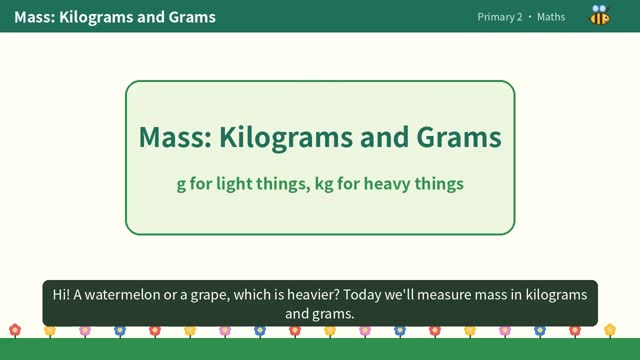 Mass: Kilograms and Grams
Primary 2 • Maths
Mass: Kilograms and Grams
g for light things, kg for heavy things
Hi! A watermelon or a grape, which is heavier? Today we'll measure mass in kilograms
and grams.